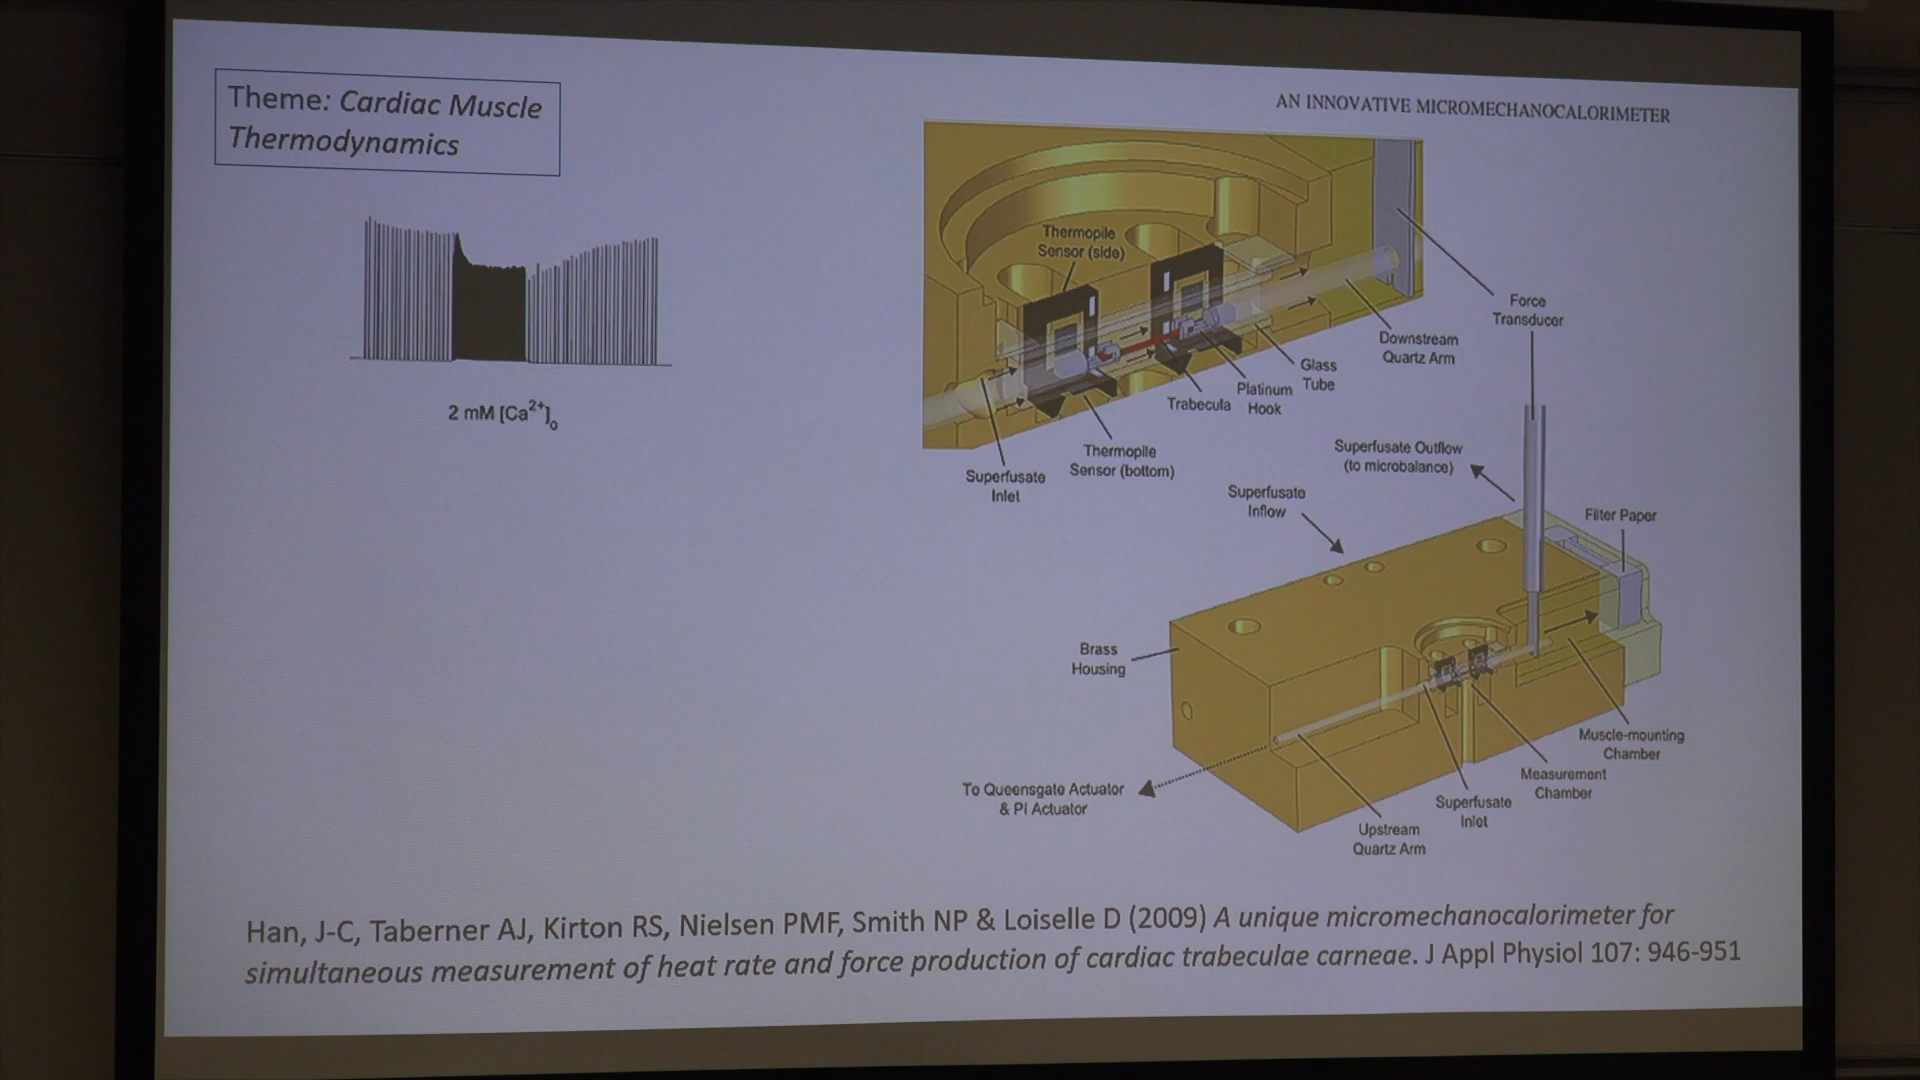 Theme: Cardiac Muscle
Thermodynamics
2 mM [Ca2+]o
AN INNOVATIVE MICROMECHANOCALORIMETER
Thermopile
Sensor (side)
Force
Transducer
Downstream
Quartz Arm
Glass
Tube
Platinum
Hook
Trabecula
Thermopile
Sensor (bottom)
Superfusate
Inlet
Superfusate Outflow
(to microbalance)
Superfusate
Inflow
Filter Paper
Brass
Housing
Muscle-mounting
Chamber
Measurement
Chamber
To Queensgate Actuator
& PI Actuator
Superfusate
Inlet
Upstream
Quartz Arm
Han, J-C, Taberner AJ, Kirton RS, Nielsen PMF, Smith NP & Loiselle D (2009) A unique micromechanocalorimeter for
simultaneous measurement of heat rate and force production of cardiac trabeculae carneae. J Appl Physiol 107: 946-951